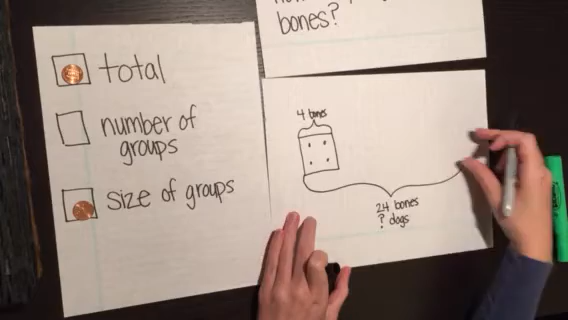 bones?
total
number of
groups
size of groups
4 bones
24 bones
? dogs